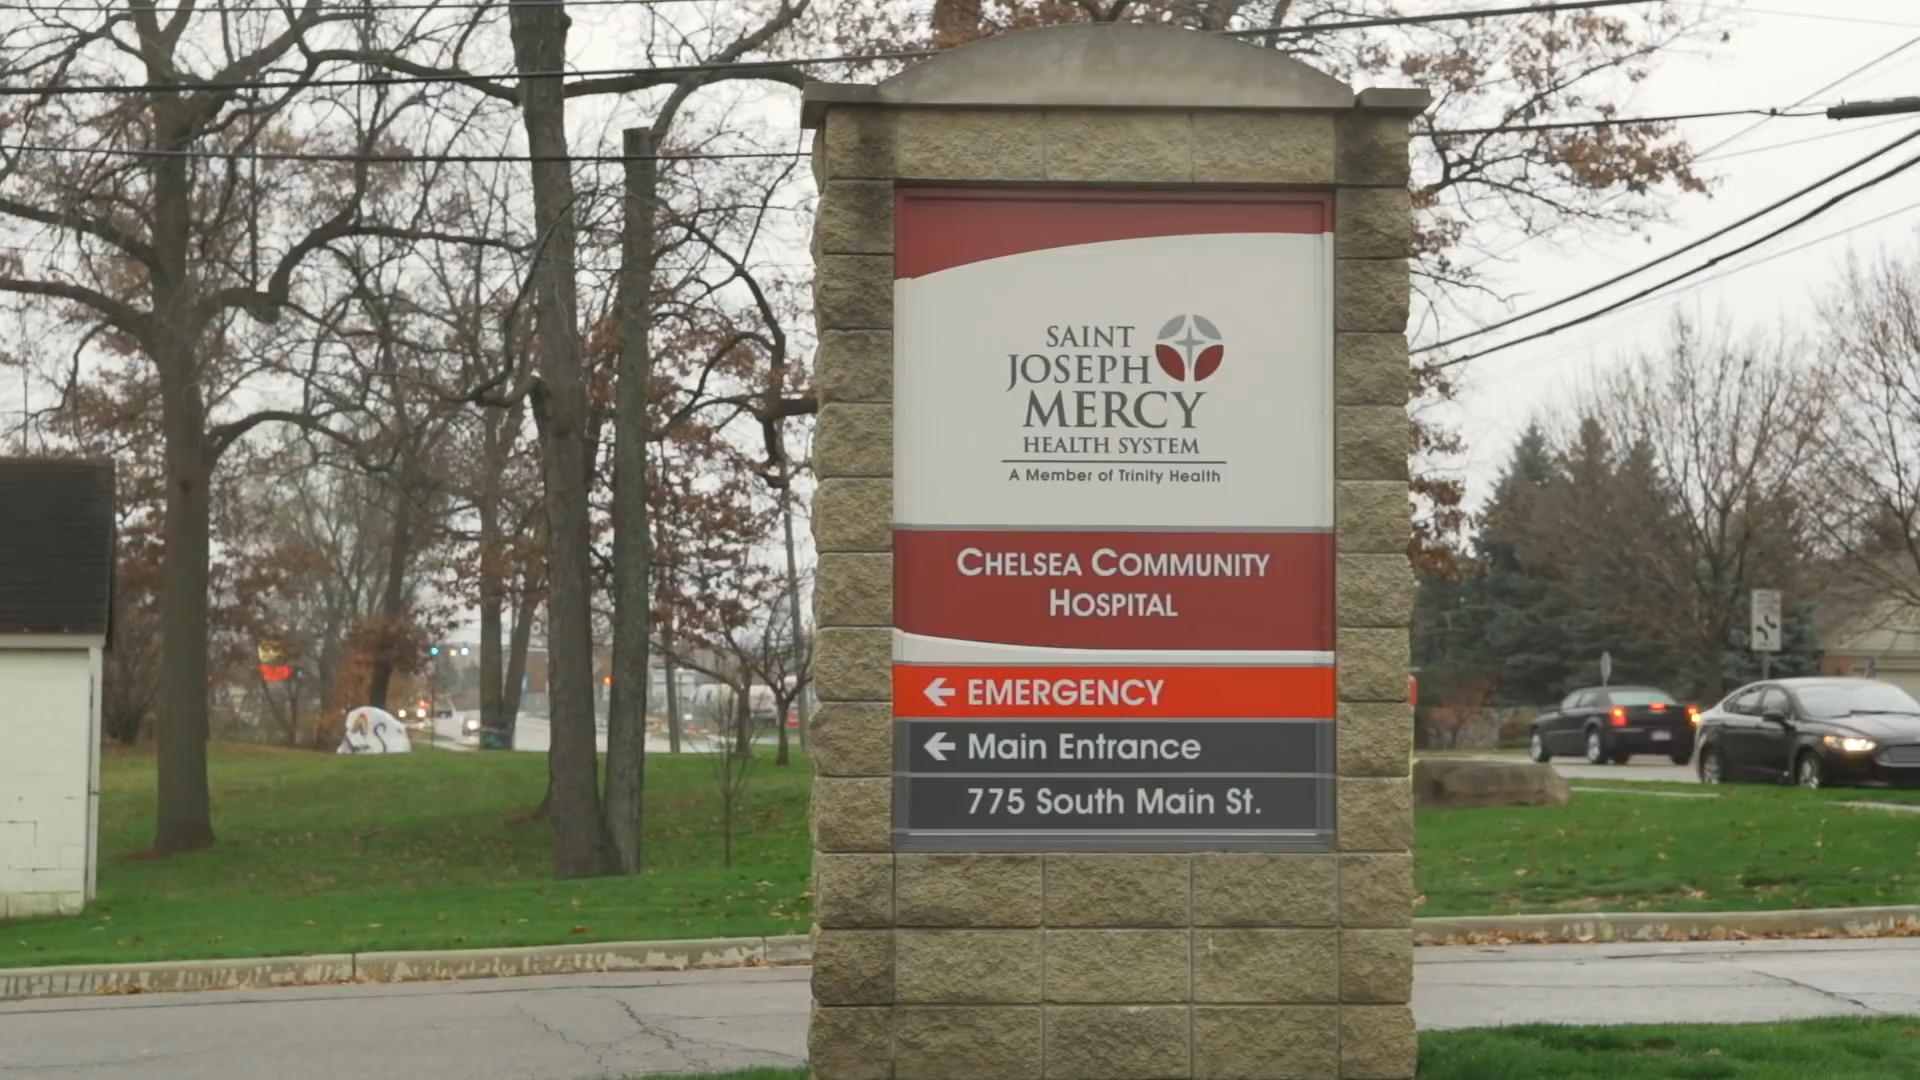 SAINT
JOSEPH
MERCY
HEALTH SYSTEM
A Member of Trinity Health
CHELSEA COMMUNITY
HOSPITAL
← EMERGENCY
← Main Entrance
775 South Main St.